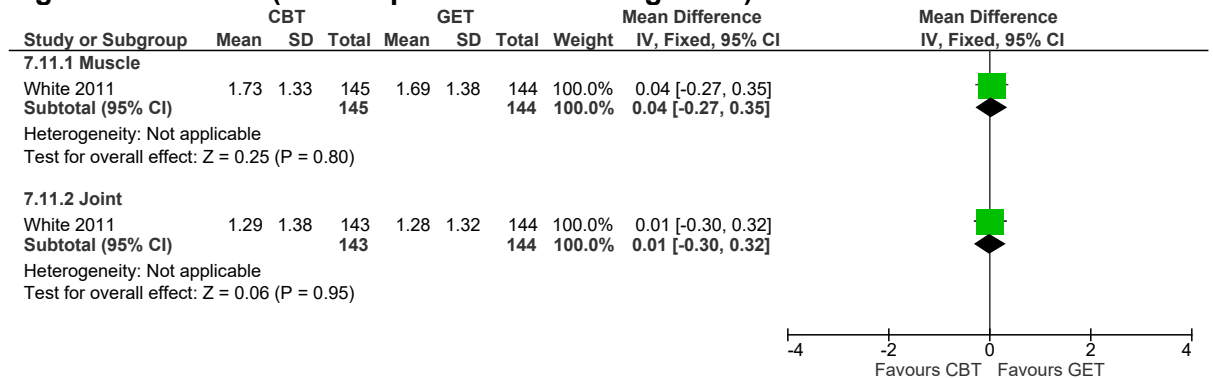 CBT GET Mean Difference Mean Difference
Study or Subgroup Mean SD Total Mean SD Total Weight IV, Fixed, 95% CI IV, Fixed, 95% CI
7.11.1 Muscle
White 2011 1.73 1.33 145 1.69 1.38 144 100.0% 0.04 [-0.27, 0.35]
Subtotal (95% CI) 145 144 100.0% 0.04 [-0.27, 0.35]
Heterogeneity: Not applicable
Test for overall effect: Z = 0.25 (P = 0.80)
7.11.2 Joint
White 2011 1.29 1.38 143 1.28 1.32 144 100.0% 0.01 [-0.30, 0.32]
Subtotal (95% CI) 143 144 100.0% 0.01 [-0.30, 0.32]
Heterogeneity: Not applicable
Test for overall effect: Z = 0.06 (P = 0.95)
-4 -2 0 2 4
Favours CBT Favours GET